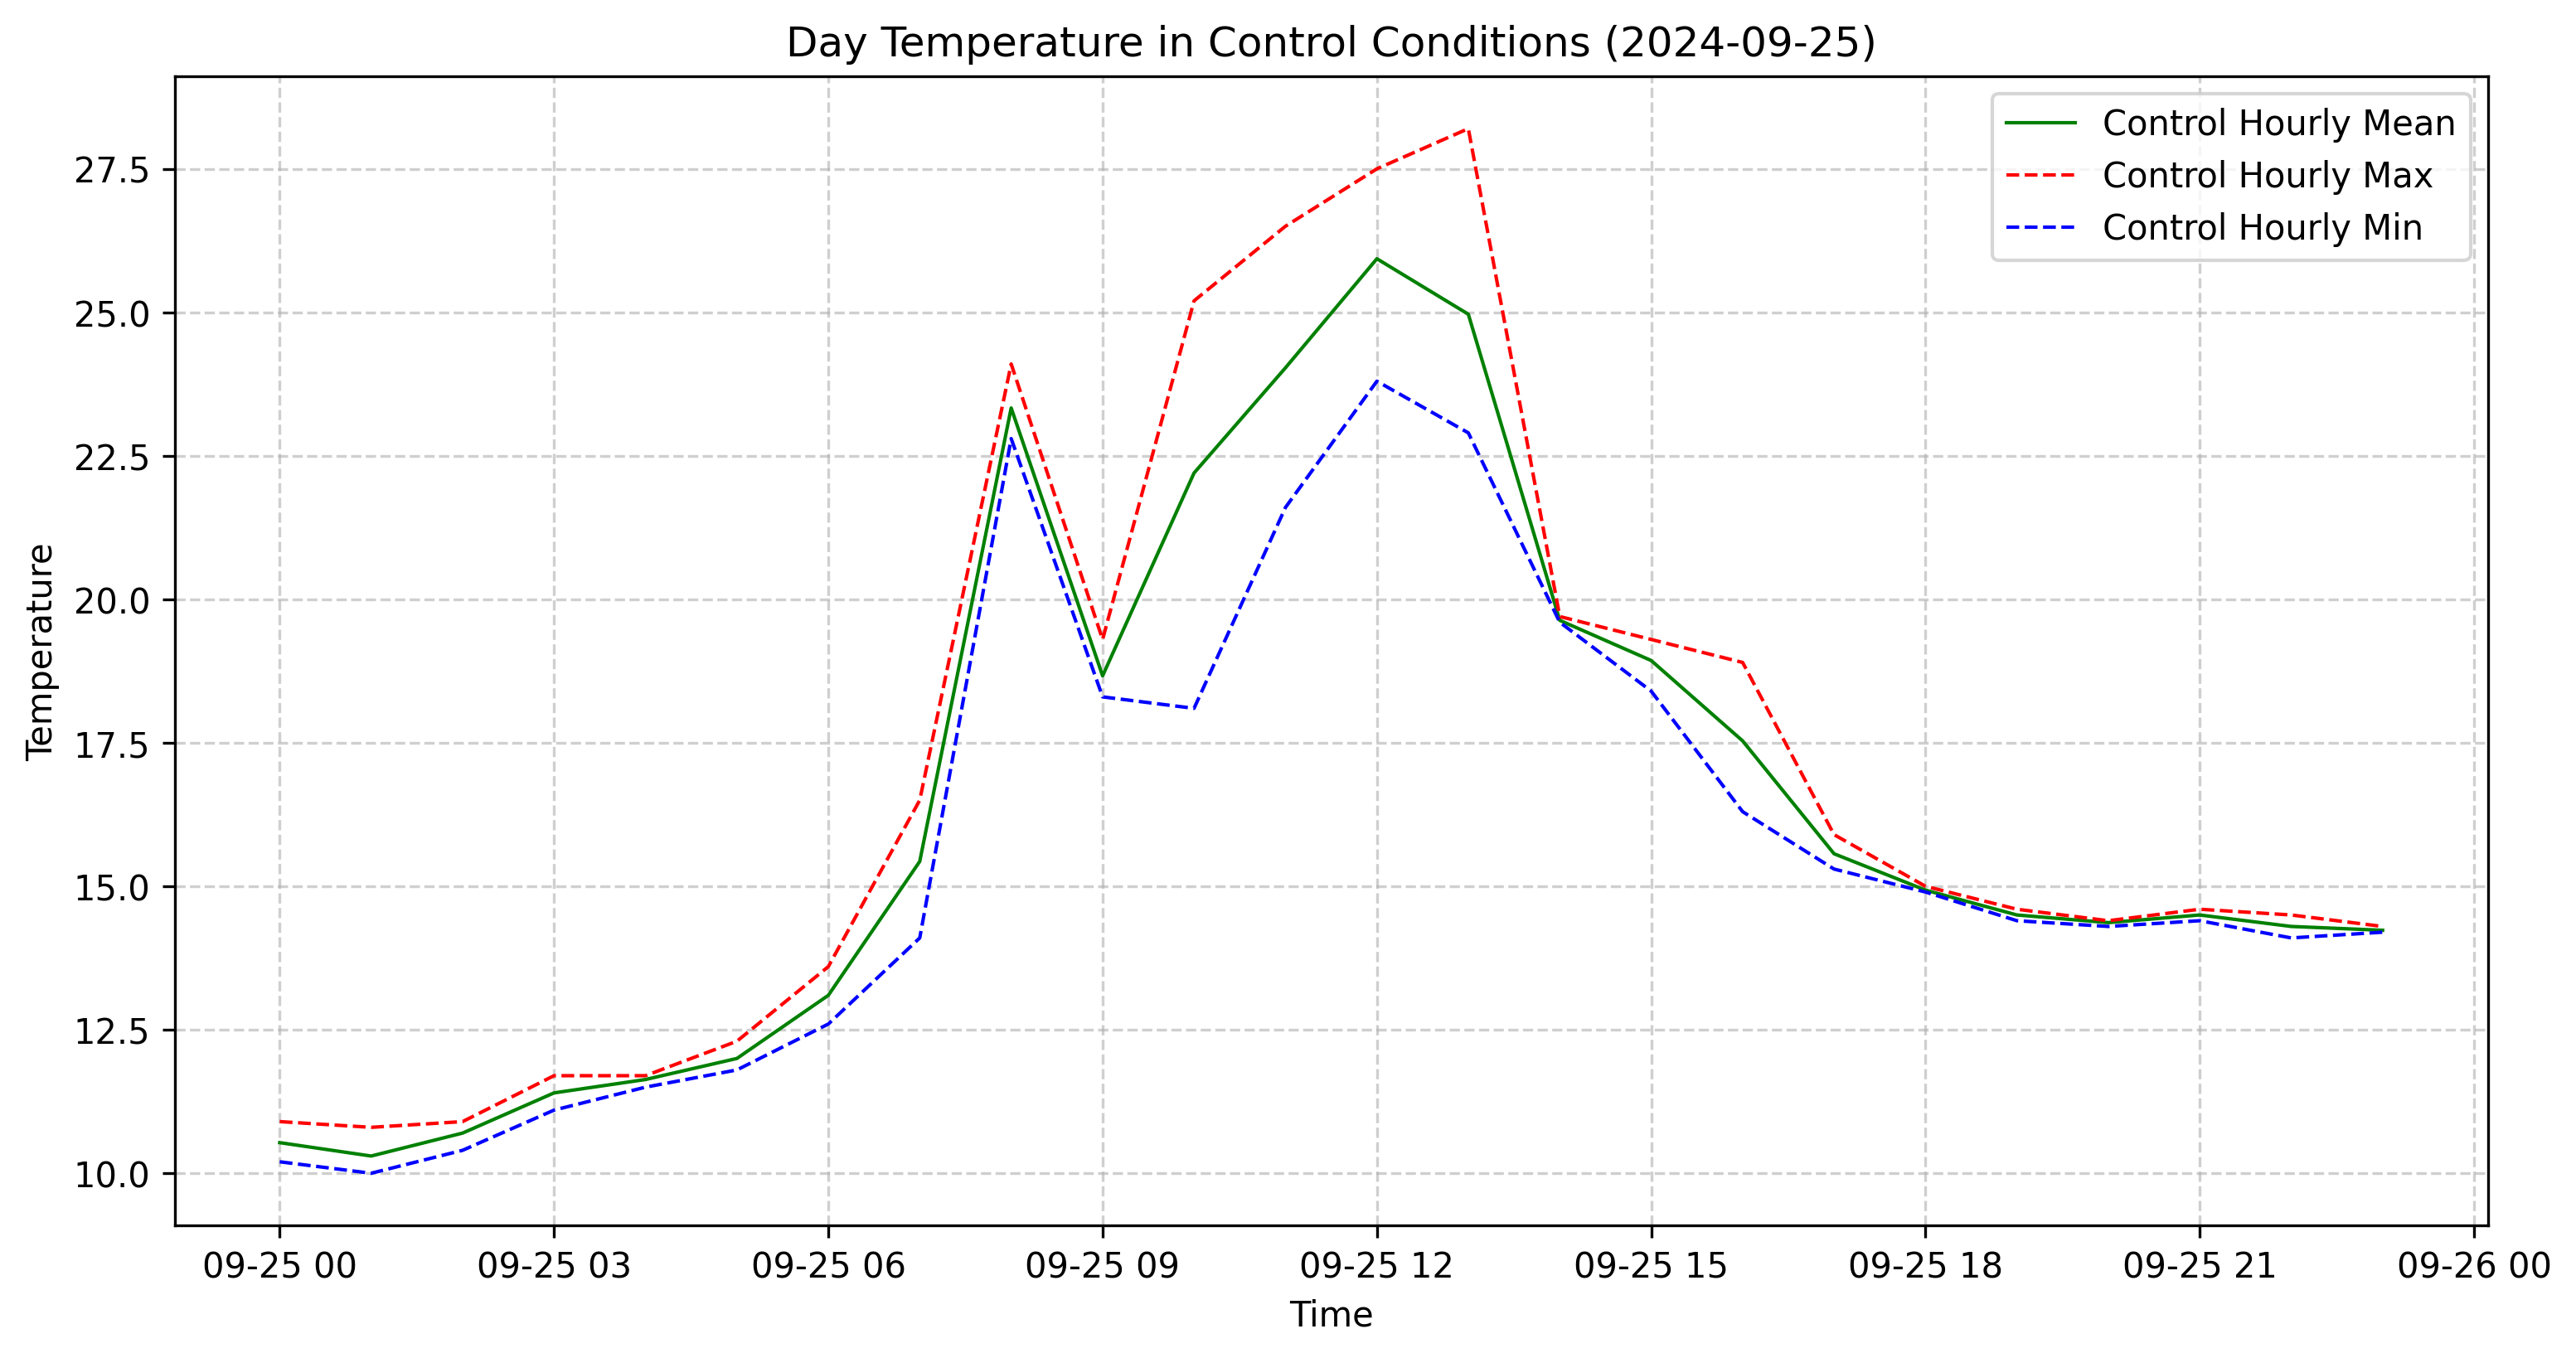 Day Temperature in Control Conditions (2024-09-25)
Control Hourly Mean
Control Hourly Max
Control Hourly Min
27.5
25.0
22.5
20.0
17.5
15.0
12.5
10.0
Temperature
09-25 00 09-25 03 09-25 06 09-25 09 09-25 12 09-25 15 09-25 18 09-25 21 09-26 00
Time